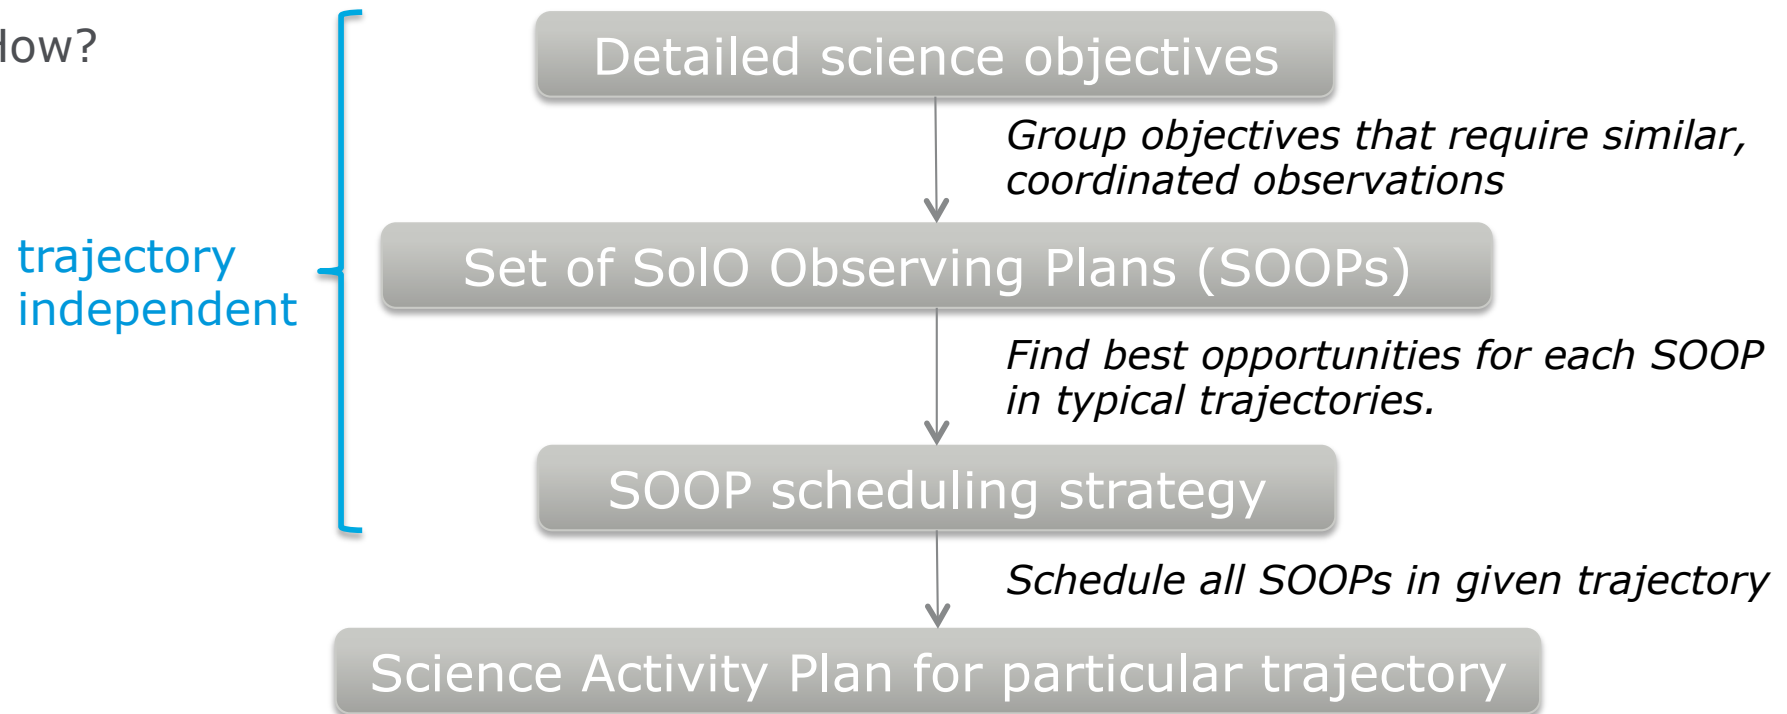 How?
Detailed science objectives
Group objectives that require similar,
coordinated observations
trajectory
independent
Set of SolO Observing Plans (SOOPs)
Find best opportunities for each SOOP
in typical trajectories.
SOOP scheduling strategy
Schedule all SOOPs in given trajectory
Science Activity Plan for particular trajectory